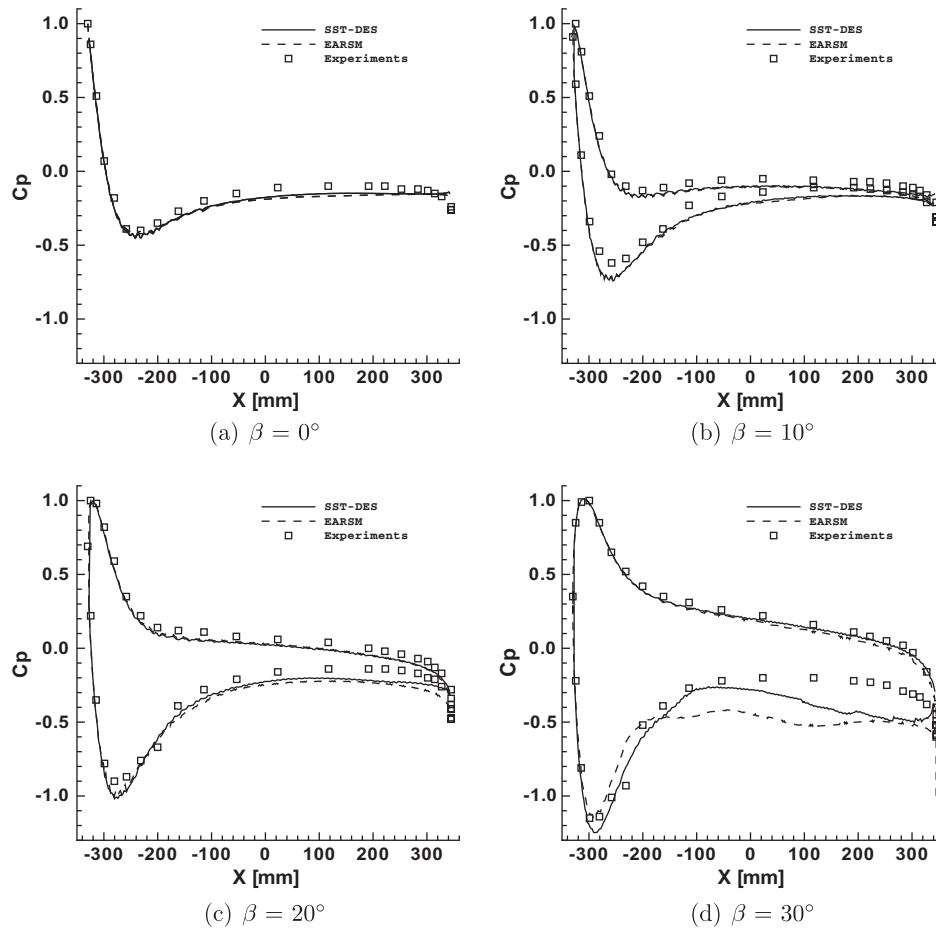 1.0
0.5
0.0
-0.5
-1.0
Cp
SST-DES
EARSM
Experiments
-300 -200 -100 0 100 200 300
X [mm]
(a) β = 0°
1.0
0.5
0.0
-0.5
-1.0
Cp
SST-DES
EARSM
Experiments
-300 -200 -100 0 100 200 300
X [mm]
(b) β = 10°
1.0
0.5
0.0
-0.5
-1.0
Cp
SST-DES
EARSM
Experiments
-300 -200 -100 0 100 200 300
X [mm]
(c) β = 20°
1.0
0.5
0.0
-0.5
-1.0
Cp
SST-DES
EARSM
Experiments
-300 -200 -100 0 100 200 300
X [mm]
(d) β = 30°